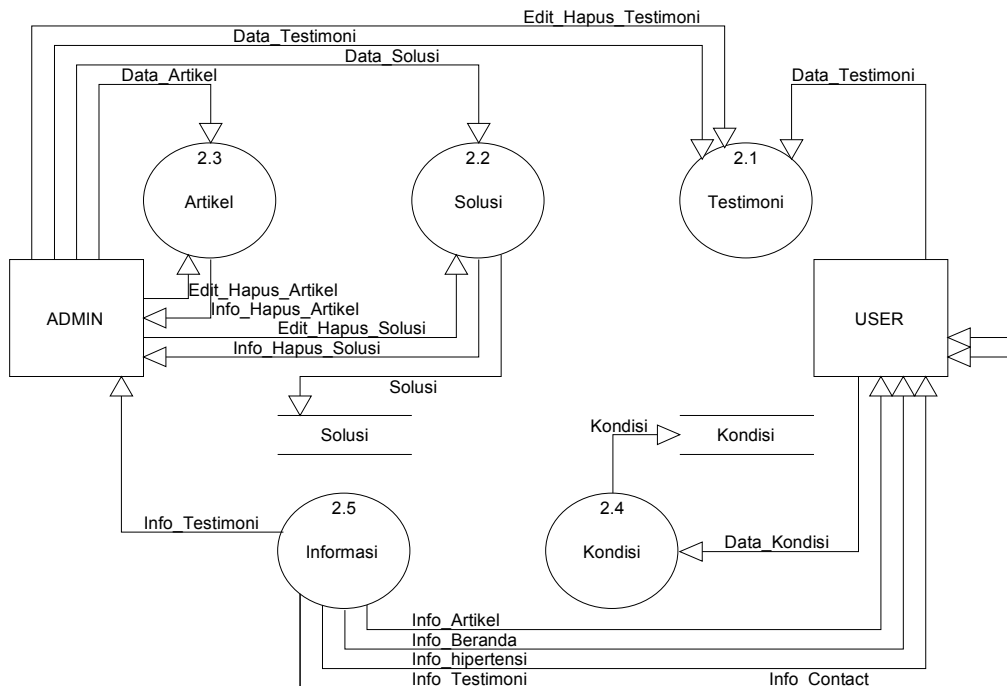 Edit_Hapus_Testimoni
Data_Testimoni
Data_Solusi
Data_Artikel
Data_Testimoni
2.3
Artikel
2.2
Solusi
2.1
Testimoni
ADMIN
USER
Edit_Hapus_Artikel
Info_Hapus_Artikel
Edit_Hapus_Solusi
Info_Hapus_Solusi
Solusi
Solusi
Kondisi
Kondisi
Info_Testimoni
2.5
Informasi
2.4
Kondisi
Data_Kondisi
Info_Artikel
Info_Beranda
Info_hipertensi
Info_Testimoni
Info_Contact